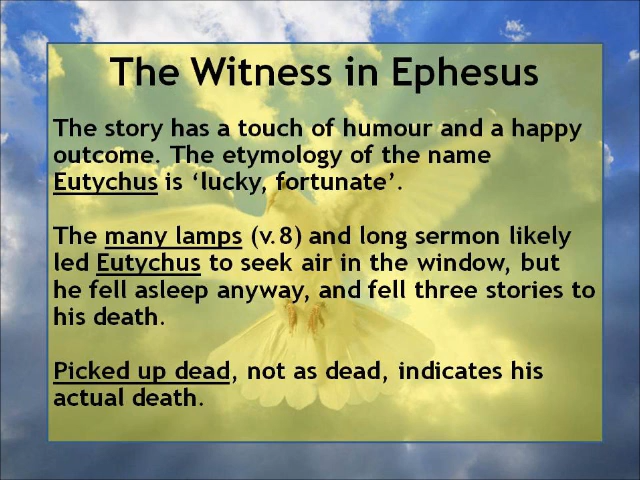 The Witness in Ephesus
The story has a touch of humour and a happy
outcome. The etymology of the name
Eutychus is ‘lucky, fortunate’.
The many lamps (v.8) and long sermon likely
led Eutychus to seek air in the window, but
he fell asleep anyway, and fell three stories to
his death.
Picked up dead, not as dead, indicates his
actual death.